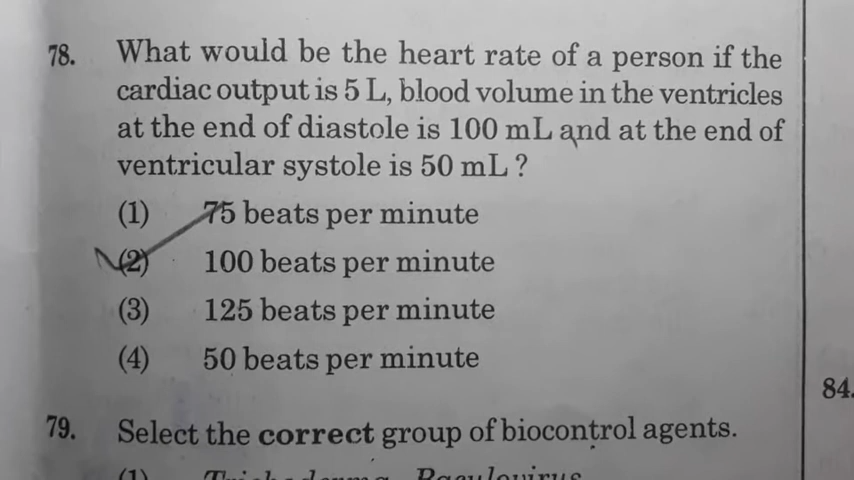 78. What would be the heart rate of a person if the
cardiac output is 5 L, blood volume in the ventricles
at the end of diastole is 100 mL and at the end of
ventricular systole is 50 mL ?
(1) 75 beats per minute
(2) 100 beats per minute
(3) 125 beats per minute
(4) 50 beats per minute
84.
79. Select the correct group of biocontrol agents.
(1) Trichoderma, Baculovirus